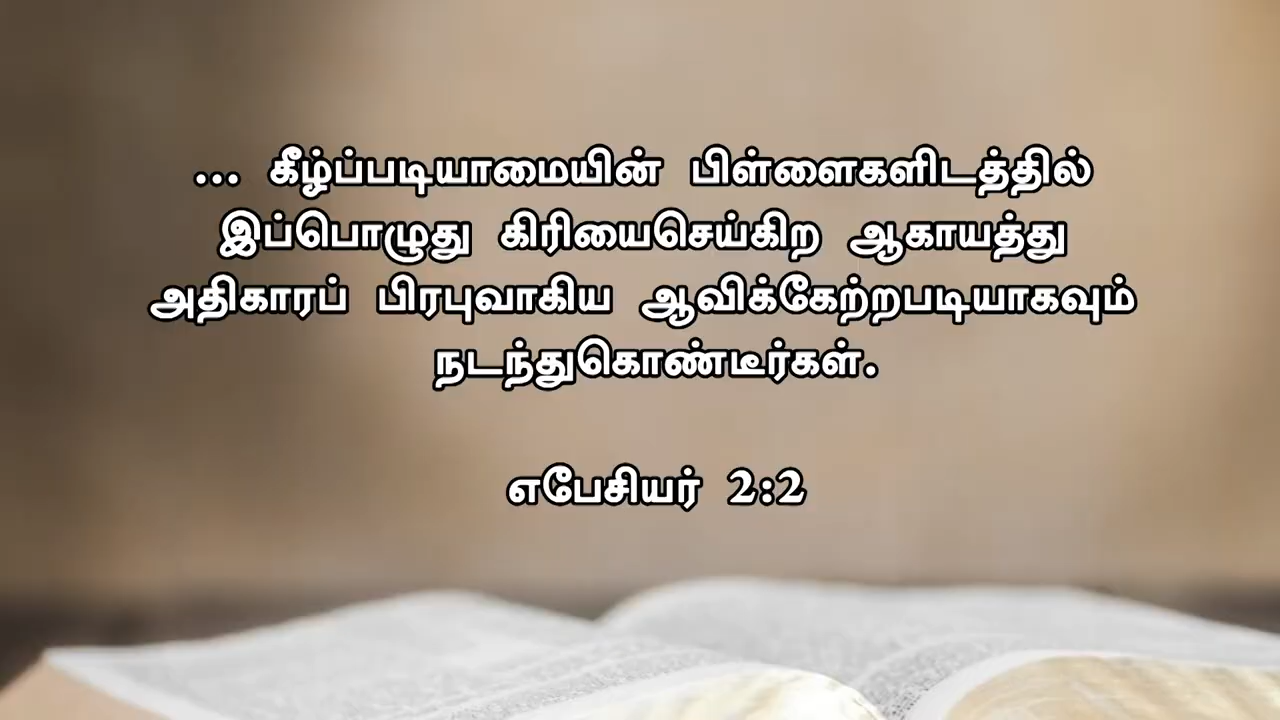 ... கீழ்ப்படியாமையின் பிள்ளைகளிடத்தில்
இப்பொழுது கிரியைசெய்கிற ஆகாயத்து
அதிகாரப் பிரபுவாகிய ஆவிக்கேற்றபடியாகவும்
நடந்துகொண்டீர்கள்.
எபேசியர் 2:2